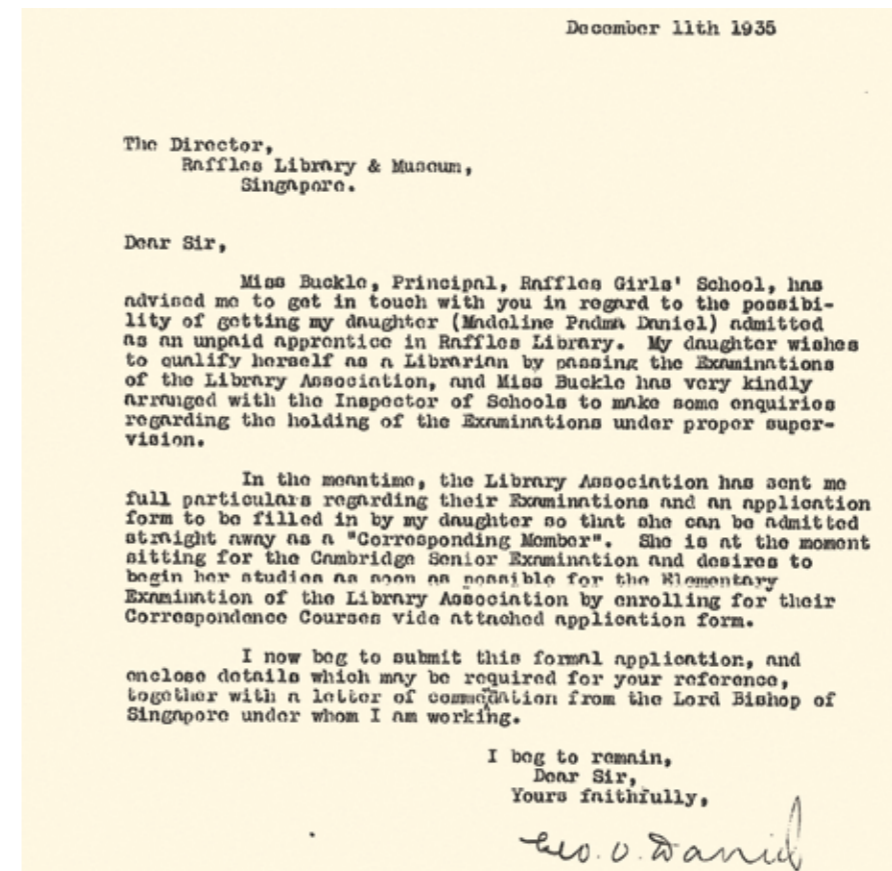 December 11th 1935
The Director,
Raffles Library & Museum,
Singapore.
Dear Sir,
Miss Buckle, Principal, Raffles Girls' School, has
advised me to get in touch with you in regard to the possibi-
lity of getting my daughter (Madeline Padma Daniel) admitted
as an unpaid apprentice in Raffles Library. My daughter wishes
to qualify herself as a Librarian by passing the Examinations
of the Library Association, and Miss Buckle has very kindly
arranged with the Inspector of Schools to make some enquiries
regarding the holding of the Examinations under proper super-
vision.
In the meantime, the Library Association has sent me
full particulars regarding their Examinations and an application
form to be filled in by my daughter so that she can be admitted
straight away as a "Corresponding Member". She is at the moment
sitting for the Cambridge Senior Examination and desires to
begin her studies as soon as possible for the Elementary
Examination of the Library Association by enrolling for their
Correspondence Courses vide attached application form.
I now beg to submit this formal application, and
enclose details which may be required for your reference,
together with a letter of commdation from the Lord Bishop of
Singapore under whom I am working.
I beg to remain,
Dear Sir,
Yours faithfully,
Geo. O. Daniel